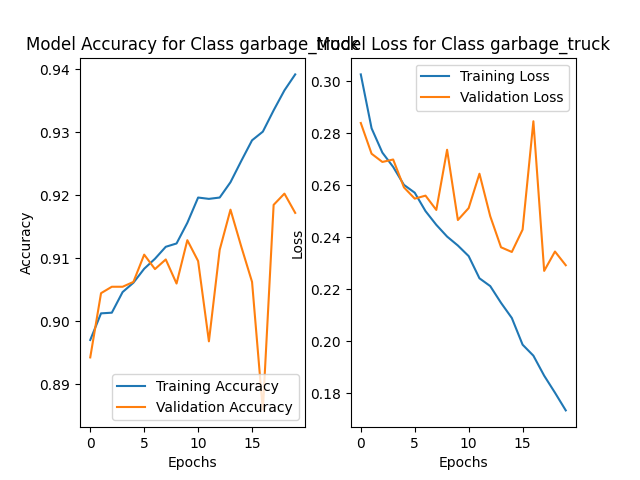 Model Accuracy for Class garbage_truck
0.94
0.93
0.92
0.91
0.90
0.89
Accuracy
Training Accuracy
Validation Accuracy
0 5 10 15
Epochs
Model Loss for Class garbage_truck
0.30
0.28
0.26
0.24
0.22
0.20
0.18
Loss
Training Loss
Validation Loss
0 5 10 15
Epochs